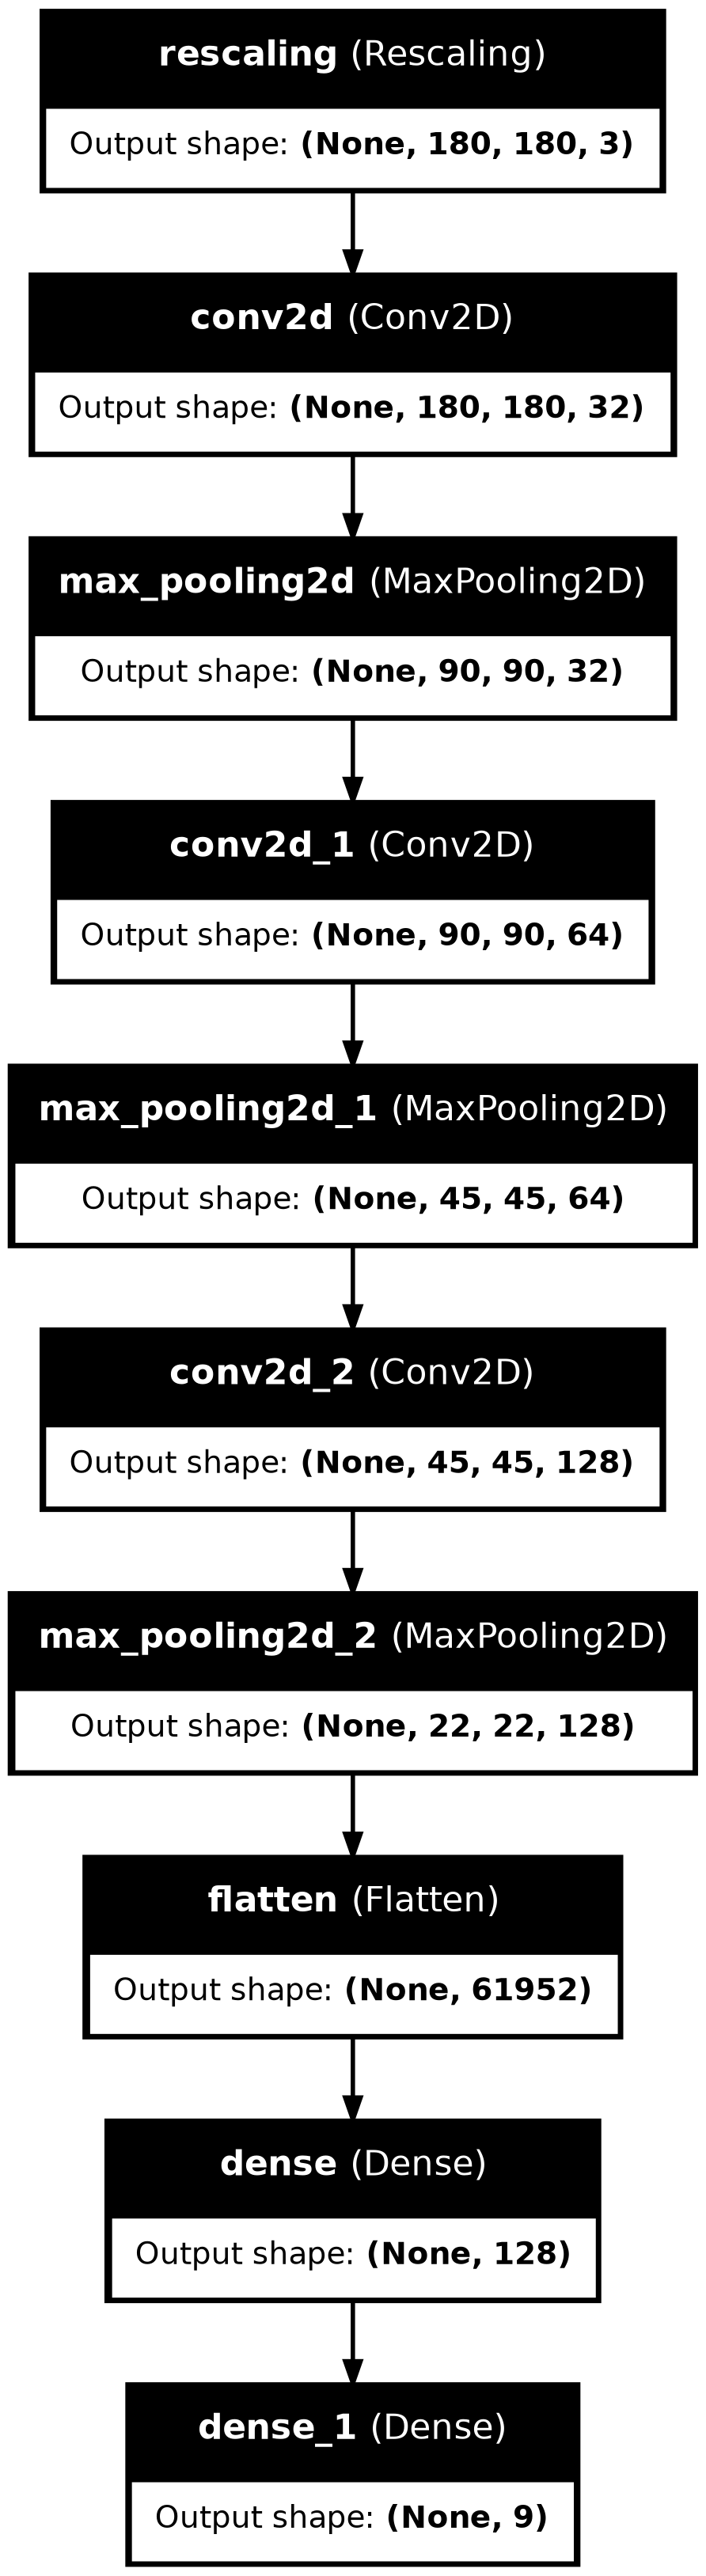 rescaling (Rescaling)
Output shape: (None, 180, 180, 3)
conv2d (Conv2D)
Output shape: (None, 180, 180, 32)
max_pooling2d (MaxPooling2D)
Output shape: (None, 90, 90, 32)
conv2d_1 (Conv2D)
Output shape: (None, 90, 90, 64)
max_pooling2d_1 (MaxPooling2D)
Output shape: (None, 45, 45, 64)
conv2d_2 (Conv2D)
Output shape: (None, 45, 45, 128)
max_pooling2d_2 (MaxPooling2D)
Output shape: (None, 22, 22, 128)
flatten (Flatten)
Output shape: (None, 61952)
dense (Dense)
Output shape: (None, 128)
dense_1 (Dense)
Output shape: (None, 9)